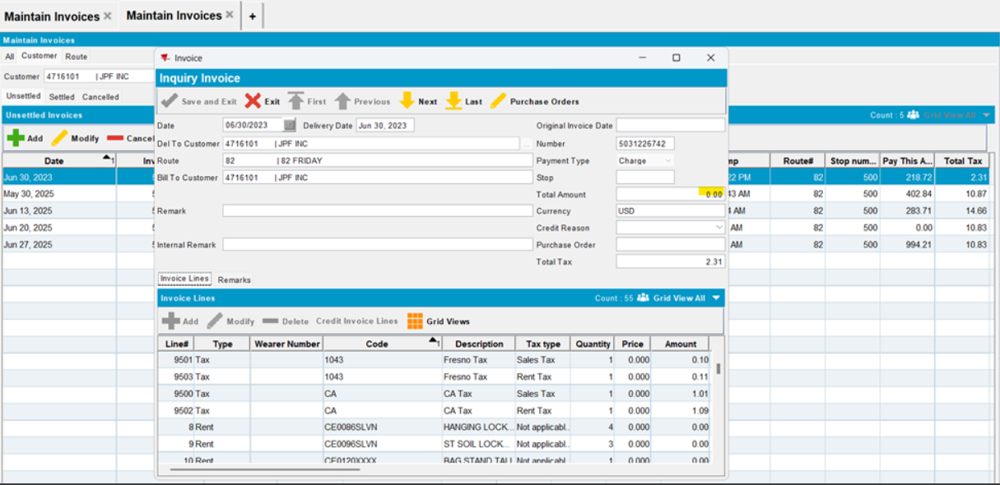 Maintain Invoices × Maintain Invoices × +
Maintain Invoices
All Customer Route
Customer 4716101 | JPF INC
Unsettled Settled Cancelled
Unsettled Invoices Count : 5 Grid View All
Add Modify Cancel
Date 1 Inv mp Route# Stop num... Pay This A... Total Tax
Jun 30, 2023 22 PM 82 500 218.72 2.31
May 30, 2025 43 AM 82 500 402.84 10.87
Jun 13, 2025 AM 82 500 283.71 14.66
Jun 20, 2025 AM 82 500 0.00 10.83
Jun 27, 2025 AM 82 500 994.21 10.83
Invoice
Inquiry Invoice
Save and Exit Exit First Previous Next Last Purchase Orders
Date 06/30/2023 Delivery Date Jun 30, 2023 Original Invoice Date
Del To Customer 4716101 | JPF INC ... Number 5031226742
Route 82 | 82 FRIDAY Payment Type Charge
Bill To Customer 4716101 | JPF INC Stop
Total Amount 0.00
Remark Currency USD
Credit Reason
Internal Remark Purchase Order
Total Tax 2.31
Invoice Lines Remarks
Invoice Lines Count : 55 Grid View All
Add Modify Delete Credit Invoice Lines Grid Views
Line# Type Wearer Number Code 1 Description Tax type Quantity Price Amount
9501 Tax 1043 Fresno Tax Sales Tax 1 0.000 0.10
9503 Tax 1043 Fresno Tax Rent Tax 1 0.000 0.11
9500 Tax CA CA Tax Sales Tax 1 0.000 1.01
9502 Tax CA CA Tax Rent Tax 1 0.000 1.09
8 Rent CE0086SLVN HANGING LOCK... Not applicabl... 4 0.000 0.00
9 Rent CE0096SLVN ST SOIL LOCK... Not applicabl... 3 0.000 0.00
10 Rent CE0120XXXX BAG STAND TALL Not applicabl 1 0.000 0.00